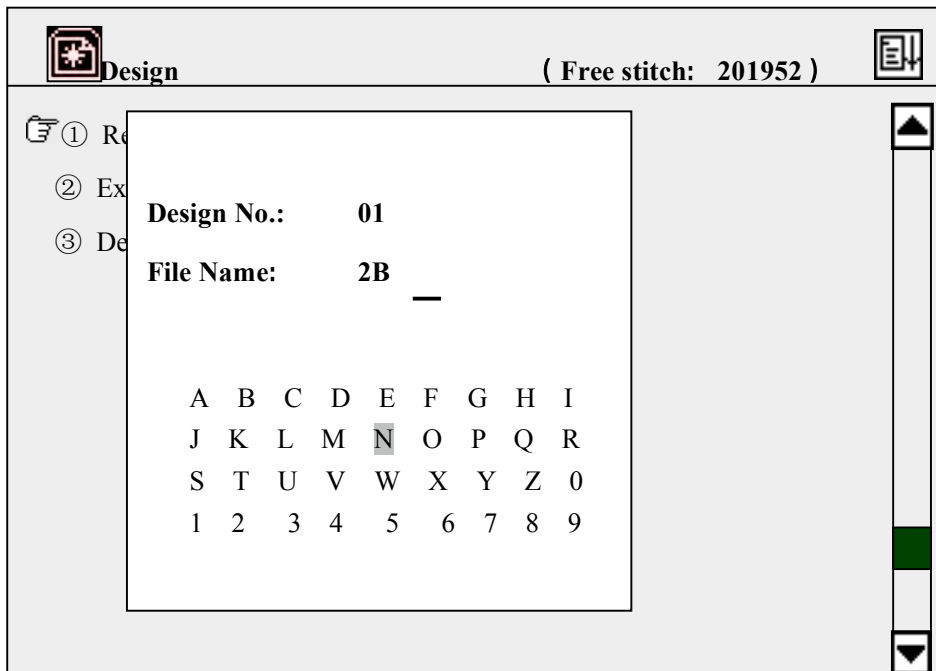 Design (Free stitch: 201952)
① Re
② Ex
③ De
Design No.: 01
File Name: 2B
A B C D E F G H I
J K L M N O P Q R
S T U V W X Y Z 0
1 2 3 4 5 6 7 8 9